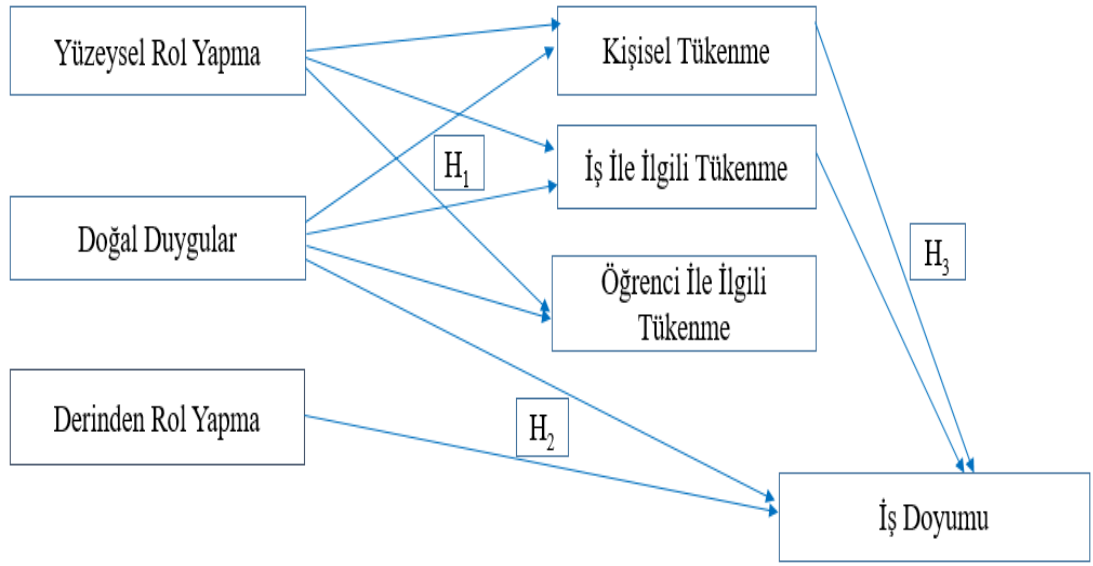 Yüzeysel Rol Yapma
Kişisel Tükenme
H₁
İş İle İlgili Tükenme
Doğal Duygular
H₃
Öğrenci İle İlgili
Tükenme
Derinden Rol Yapma
H₂
İş Doyumu